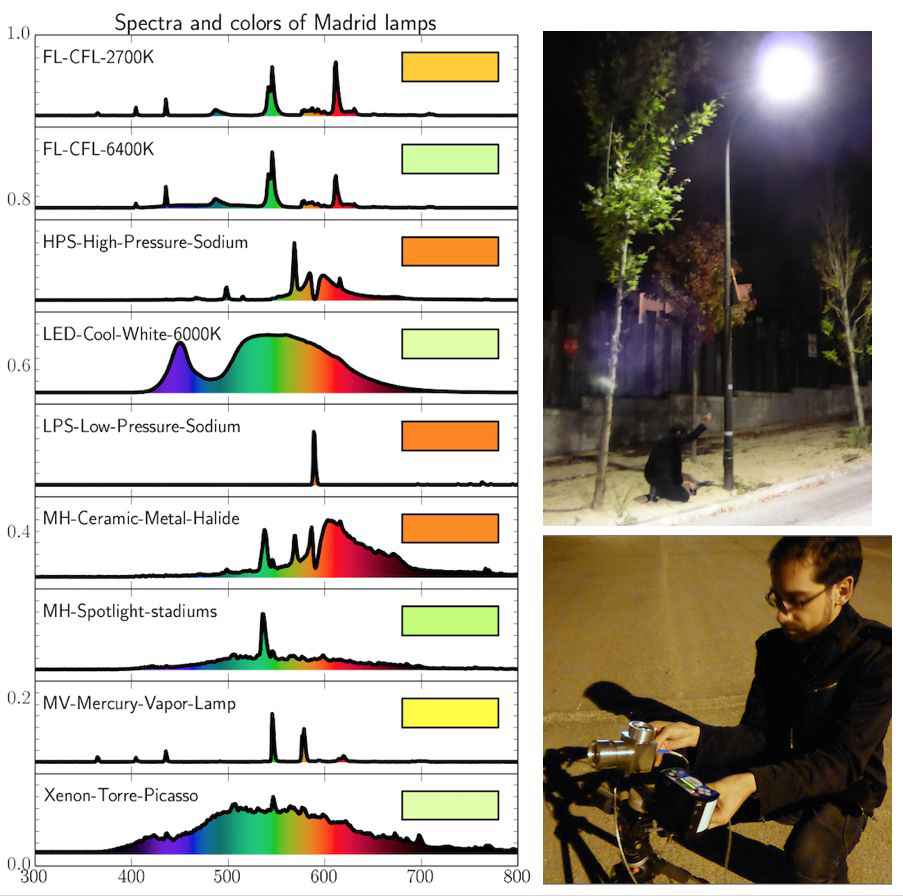 Spectra and colors of Madrid lamps
1.0
FL-CFL-2700K
FL-CFL-6400K
0.8
HPS-High-Pressure-Sodium
LED-Cool-White-6000K
0.6
LPS-Low-Pressure-Sodium
MH-Ceramic-Metal-Halide
0.4
MH-Spotlight-stadiums
0.2
MV-Mercury-Vapor-Lamp
Xenon-Torre-Picasso
0.0
300 400 500 600 700 800